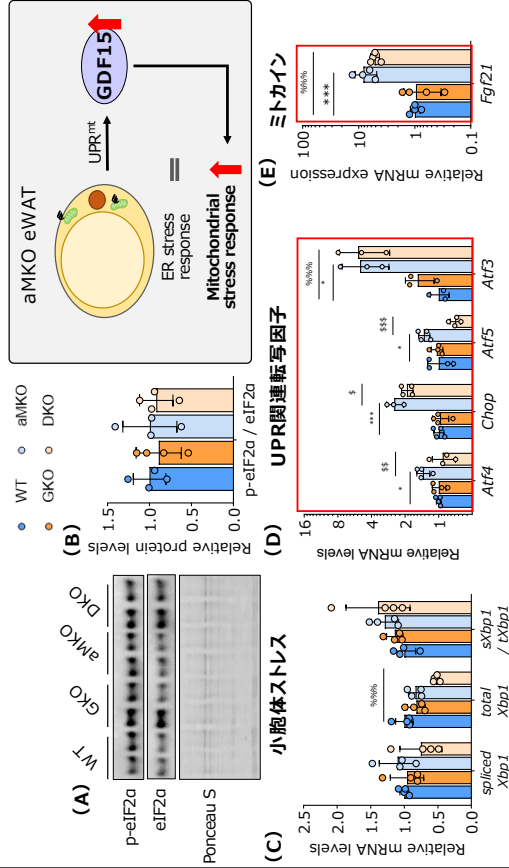 (A)
WT
GKO
aMKO
DKO
p-eIF2α
eIF2α
Ponceau S
WT
aMKO
GKO
DKO
(B)
Relative protein levels
1.5
1.0
0.5
0.0
p-eIF2α / eIF2α
aMKO eWAT
UPRmt
GDF15
ER stress
response
=
Mitochondrial
stress response
小胞体ストレス
(C)
Relative mRNA levels
2.5
2.0
1.5
1.0
0.5
0.0
%%%
spliced
Xbp1
total
Xbp1
sXbp1
/ tXbp1
UPR関連転写因子
(D)
Relative mRNA levels
16
8
4
2
1
*
$$
***
$
*
$$$
%%%
*
Atf4
Chop
Atf5
Atf3
ミトカイン
(E)
Relative mRNA expression
100
10
1
0.1
%%%
***
Fgf21